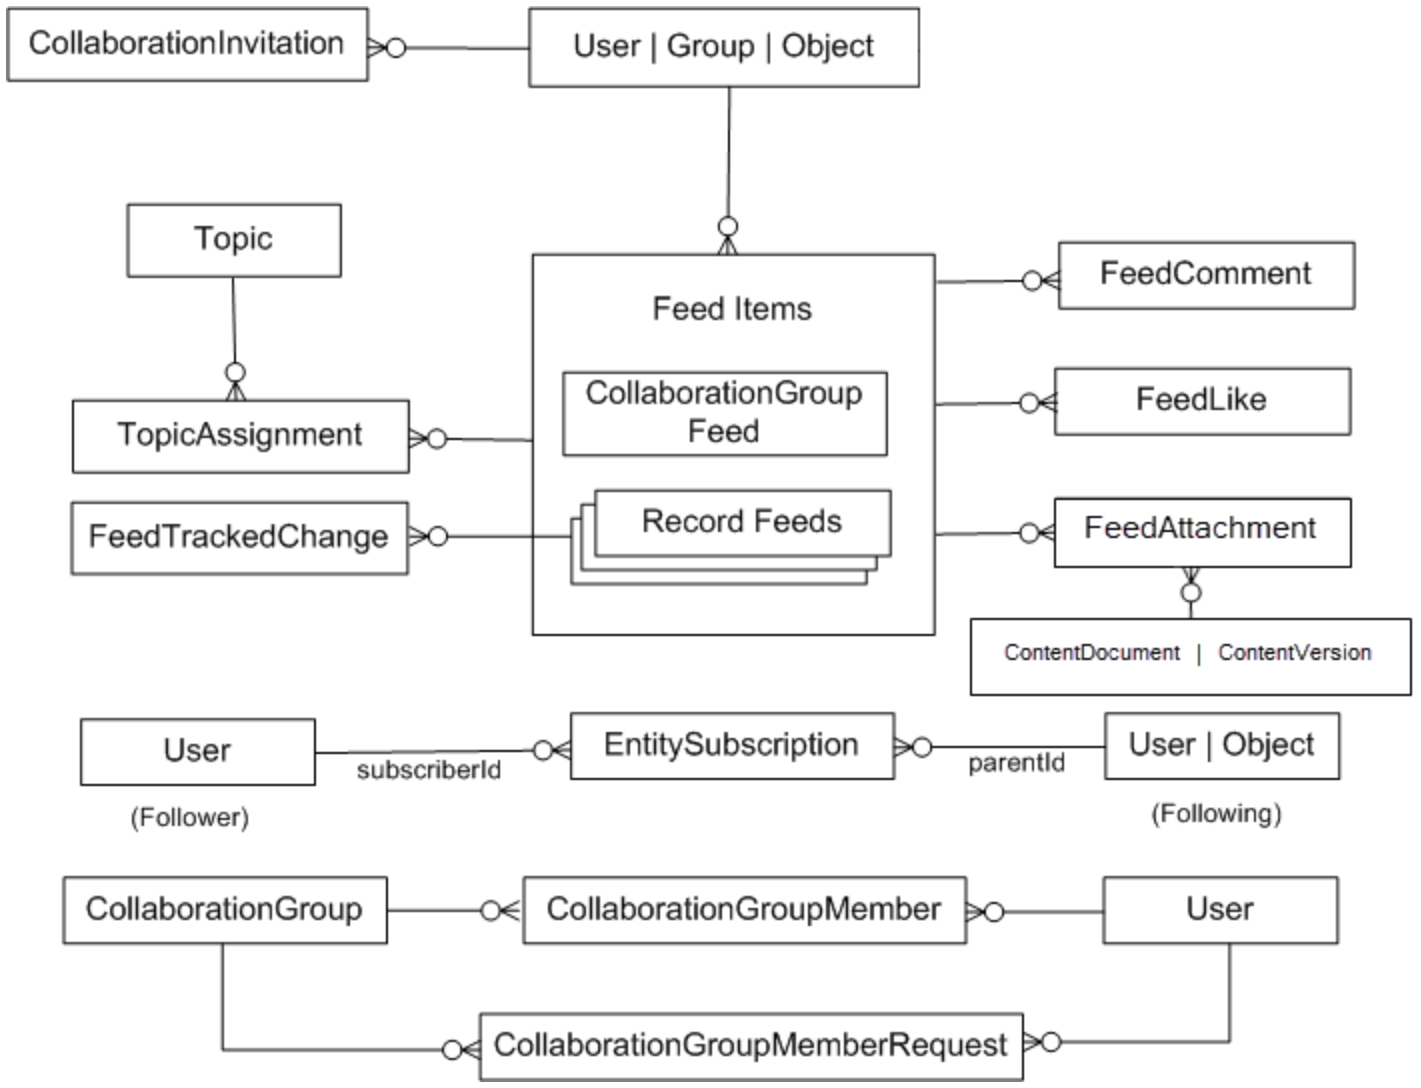 CollaborationInvitation
User | Group | Object
Topic
Feed Items
FeedComment
CollaborationGroup
Feed
FeedLike
TopicAssignment
Record Feeds
FeedTrackedChange
FeedAttachment
ContentDocument | ContentVersion
User
EntitySubscription
User | Object
subscriberId
parentId
(Follower)
(Following)
CollaborationGroup
CollaborationGroupMember
User
CollaborationGroupMemberRequest